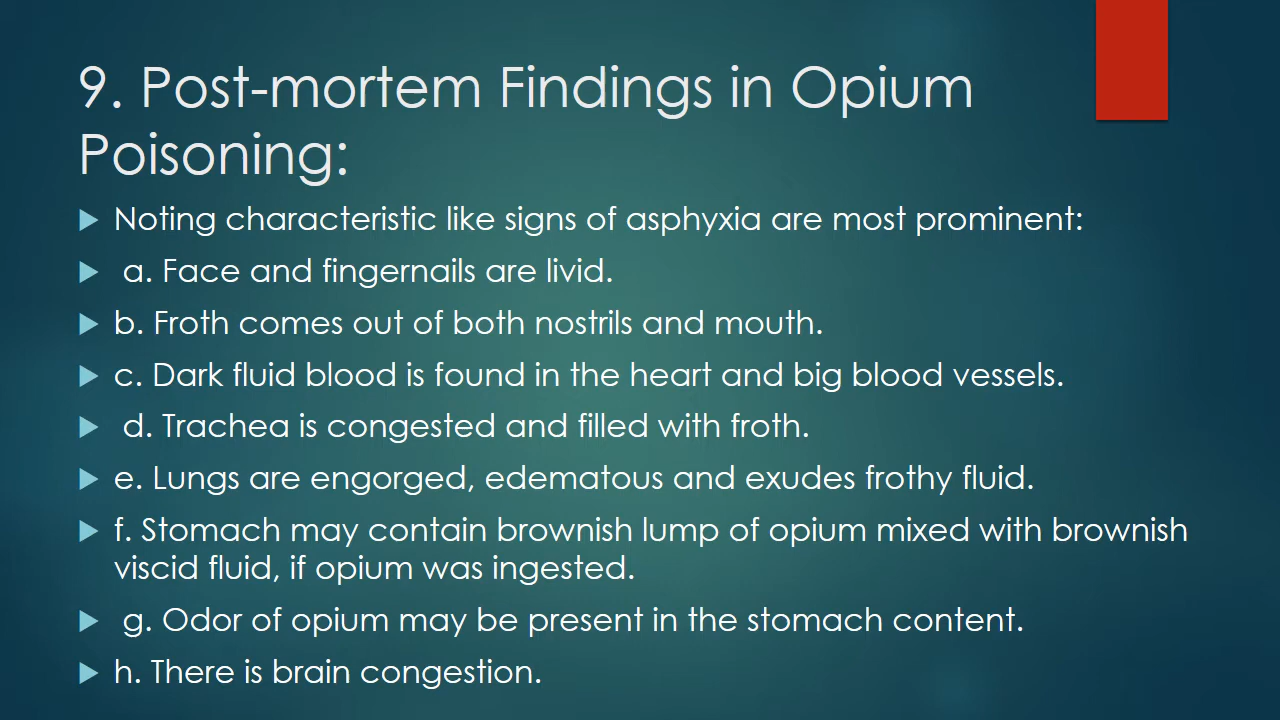 9. Post-mortem Findings in Opium
Poisoning:
Noting characteristic like signs of asphyxia are most prominent:
a. Face and fingernails are livid.
b. Froth comes out of both nostrils and mouth.
c. Dark fluid blood is found in the heart and big blood vessels.
d. Trachea is congested and filled with froth.
e. Lungs are engorged, edematous and exudes frothy fluid.
f. Stomach may contain brownish lump of opium mixed with brownish
viscid fluid, if opium was ingested.
g. Odor of opium may be present in the stomach content.
h. There is brain congestion.